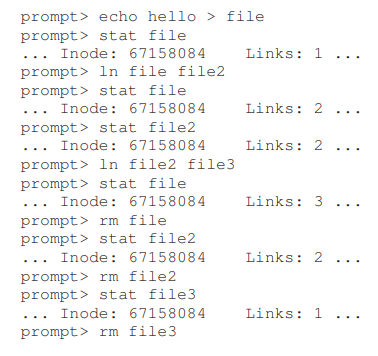 prompt> echo hello > file
prompt> stat file
... Inode: 67158084 Links: 1 ...
prompt> ln file file2
prompt> stat file
... Inode: 67158084 Links: 2 ...
prompt> stat file2
... Inode: 67158084 Links: 2 ...
prompt> ln file2 file3
prompt> stat file
... Inode: 67158084 Links: 3 ...
prompt> rm file
prompt> stat file2
... Inode: 67158084 Links: 2 ...
prompt> rm file2
prompt> stat file3
... Inode: 67158084 Links: 1 ...
prompt> rm file3